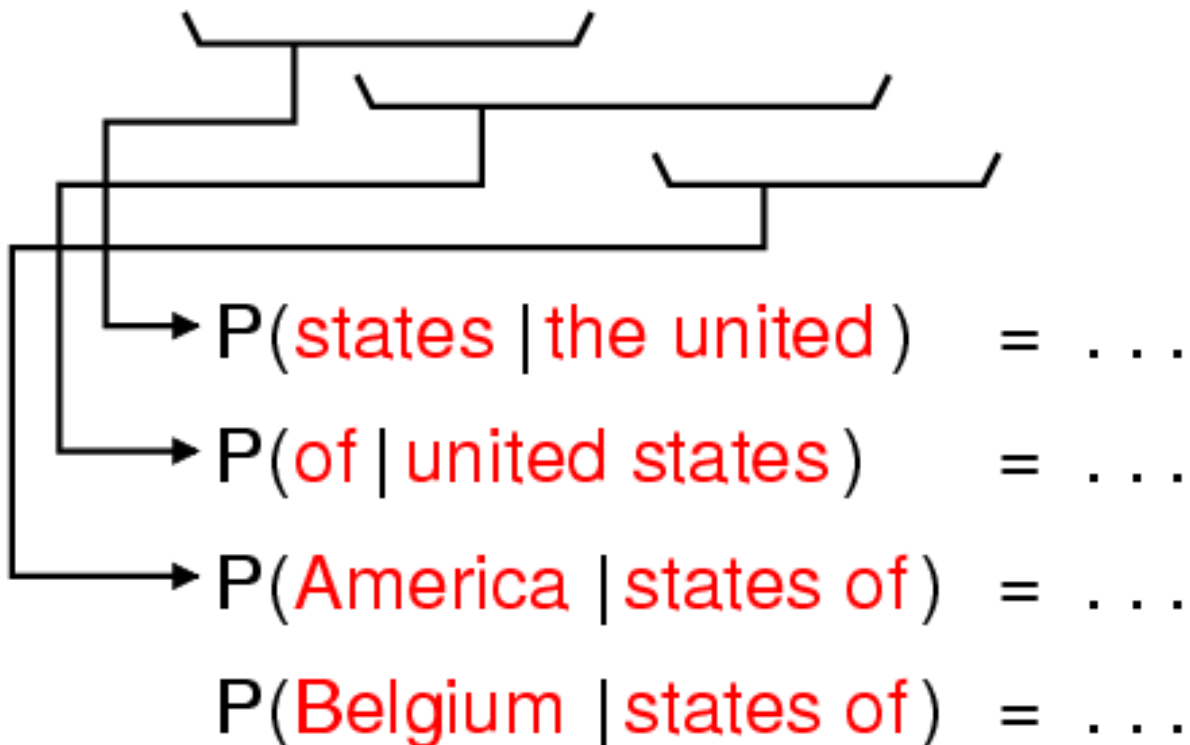 P(states | the united) = ...
P(of | united states) = ...
P(America | states of) = ...
P(Belgium | states of) = ...